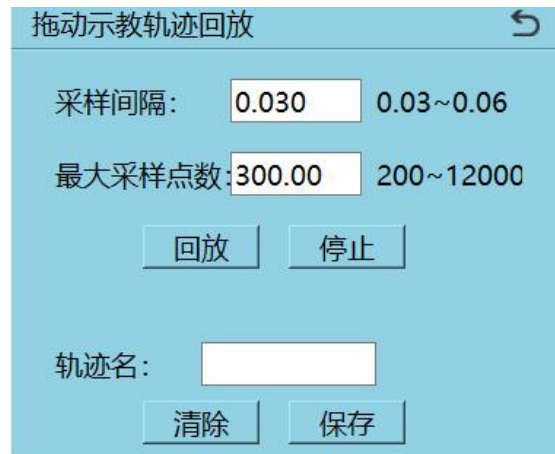 拖动示教轨迹回放
采样间隔： 0.030 0.03~0.06
最大采样点数:300.00 200~12000
回放 停止
轨迹名：
清除 保存